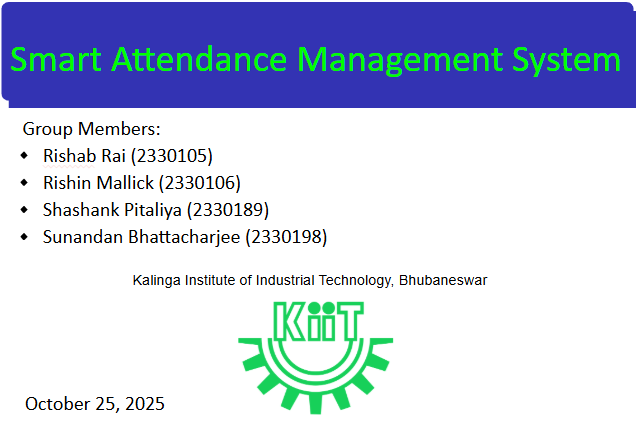 Smart Attendance Management System
Group Members:
Rishab Rai (2330105)
Rishin Mallick (2330106)
Shashank Pitaliya (2330189)
Sunandan Bhattacharjee (2330198)
Kalinga Institute of Industrial Technology, Bhubaneswar
KiiT
October 25, 2025